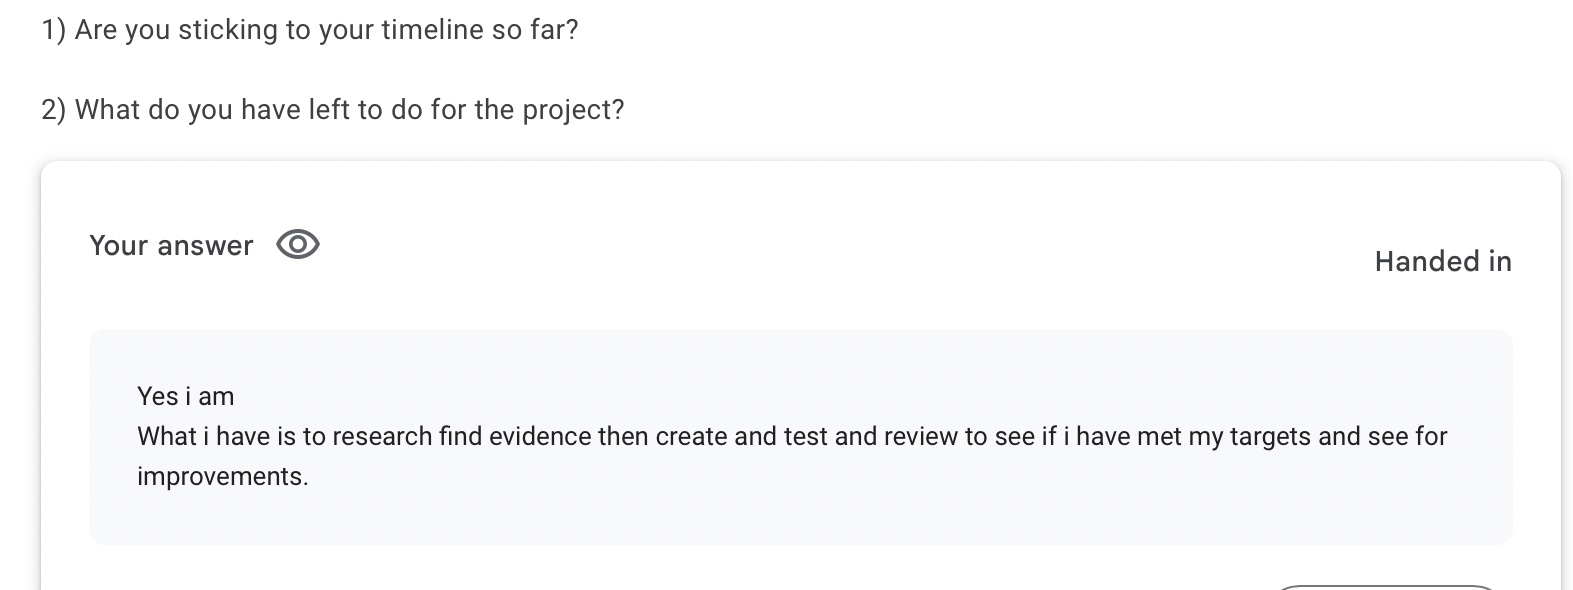 1) Are you sticking to your timeline so far?
2) What do you have left to do for the project?
Your answer
Handed in
Yes i am
What i have is to research find evidence then create and test and review to see if i have met my targets and see for
improvements.